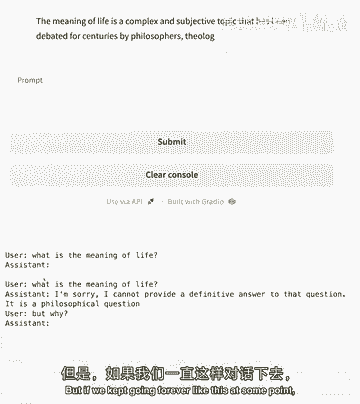 The meaning of life is a complex and subjective topic that has been
debated for centuries by philosophers, theolog
Prompt
Submit
Clear console
Use via API · Built with Gradio
User: what is the meaning of life?
Assistant:
User: what is the meaning of life?
Assistant: I'm sorry, I cannot provide a definitive answer to that question.
It is a philosophical question
User: but why?
Assistant:
但是，如果我们一直这样对话下去，
But if we kept going forever like this at some point,